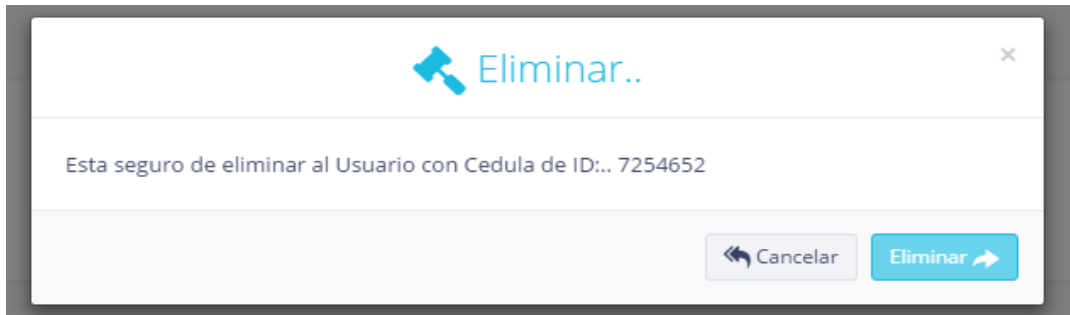 Eliminar..
×
Esta seguro de eliminar al Usuario con Cedula de ID:.. 7254652
Cancelar
Eliminar